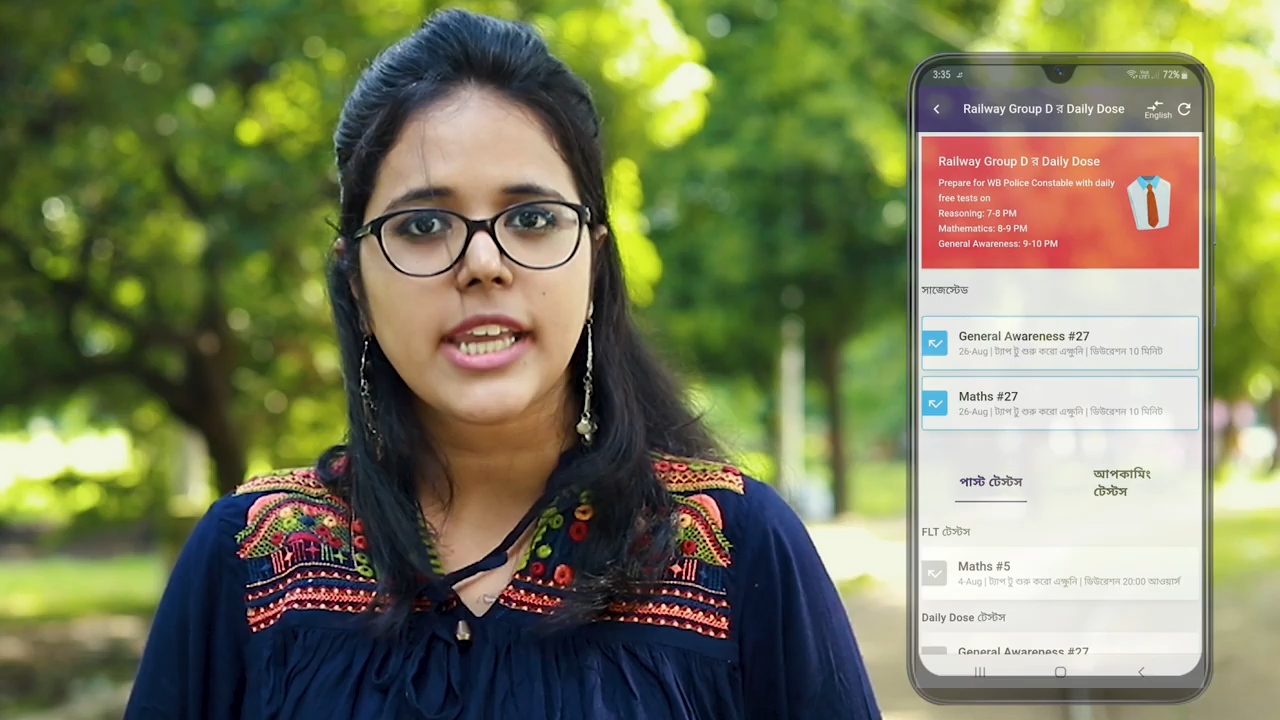 3:35
72%
Railway Group D র Daily Dose
English
Railway Group D র Daily Dose
Prepare for WB Police Constable with daily
free tests on
Reasoning: 7-8 PM
Mathematics: 8-9 PM
General Awareness: 9-10 PM
সাজেস্টেড
General Awareness #27
26-Aug | ট্যাপ টু শুরু করো এক্ষুনি | ডিউরেশন 10 মিনিট
Maths #27
26-Aug | ট্যাপ টু শুরু করো এক্ষুনি | ডিউরেশন 10 মিনিট
পাস্ট টেস্টস
আপকামিং
টেস্টস
FLT টেস্টস
Maths #5
4-Aug | ট্যাপ টু শুরু করো এক্ষুনি | ডিউরেশন 20:00 আওয়ার্স
Daily Dose টেস্টস
General Awareness #27